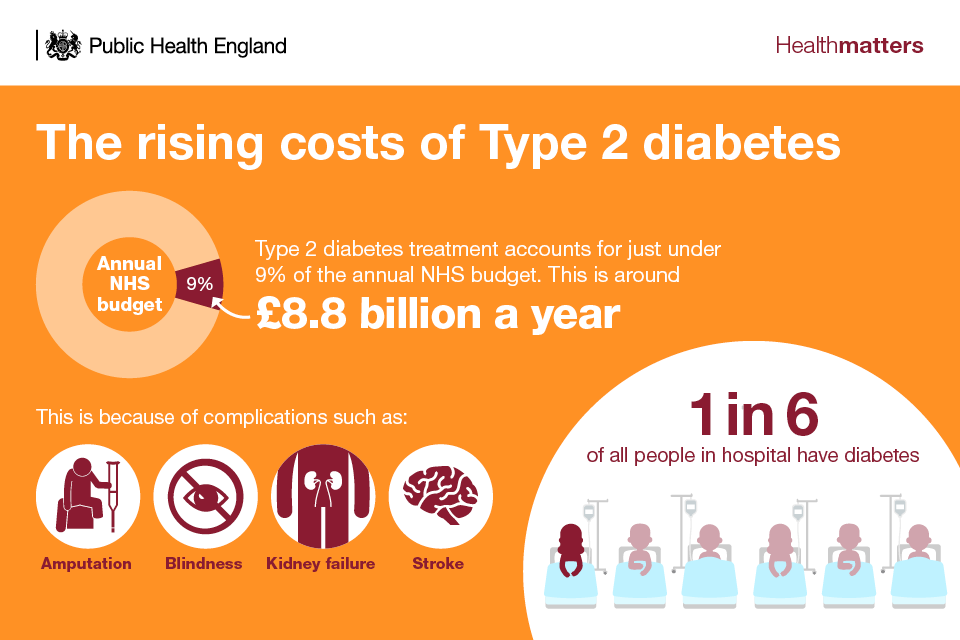 Public Health England
Healthmatters
The rising costs of Type 2 diabetes
Annual
NHS
budget
9%
Type 2 diabetes treatment accounts for just under
9% of the annual NHS budget. This is around
£8.8 billion a year
This is because of complications such as:
Amputation
Blindness
Kidney failure
Stroke
1 in 6
of all people in hospital have diabetes